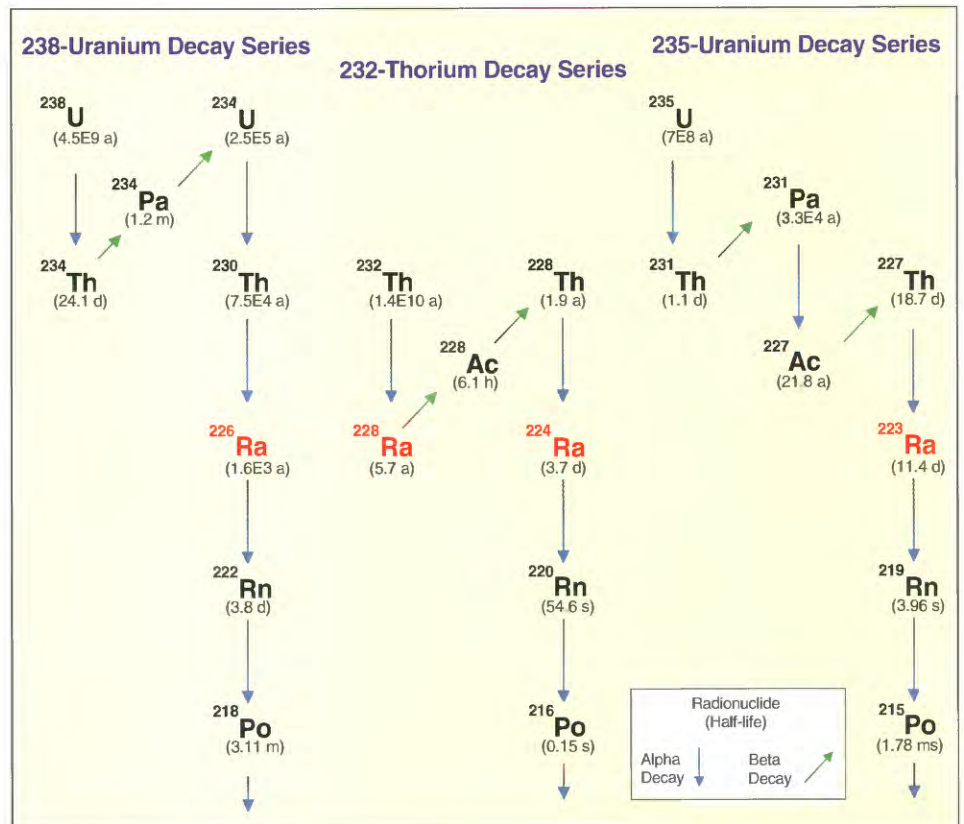 238-Uranium Decay Series
238U
(4.5E9 a)
234U
(2.5E5 a)
234Pa
(1.2 m)
234Th
(24.1 d)
230Th
(7.5E4 a)
226Ra
(1.6E3 a)
222Rn
(3.8 d)
218Po
(3.11 m)
232-Thorium Decay Series
232Th
(1.4E10 a)
228Th
(1.9 a)
228Ac
(6.1 h)
228Ra
(5.7 a)
224Ra
(3.7 d)
220Rn
(54.6 s)
216Po
(0.15 s)
235-Uranium Decay Series
235U
(7E8 a)
231Pa
(3.3E4 a)
231Th
(1.1 d)
227Th
(18.7 d)
227Ac
(21.8 a)
223Ra
(11.4 d)
219Rn
(3.96 s)
215Po
(1.78 ms)
Radionuclide
(Half-life)
Alpha
Decay
Beta
Decay